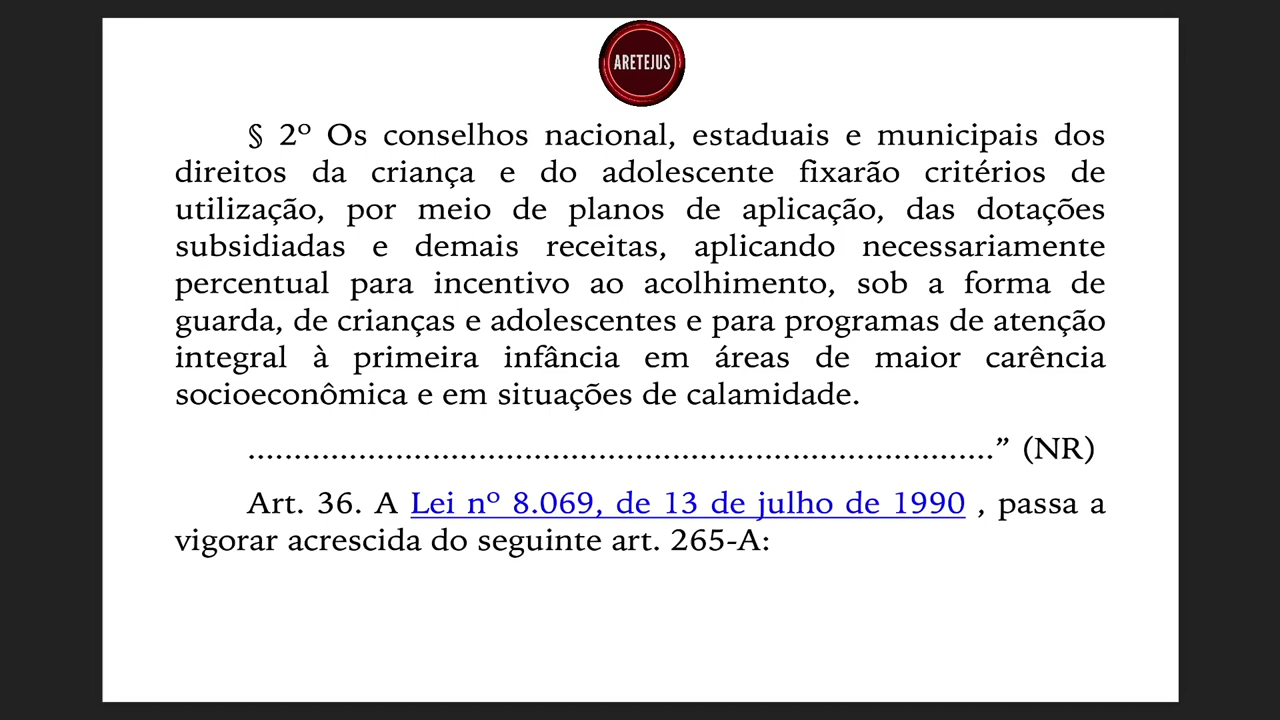 ARETEJUS
§ 2º Os conselhos nacional, estaduais e municipais dos
direitos da criança e do adolescente fixarão critérios de
utilização, por meio de planos de aplicação, das dotações
subsidiadas e demais receitas, aplicando necessariamente
percentual para incentivo ao acolhimento, sob a forma de
guarda, de crianças e adolescentes e para programas de atenção
integral à primeira infância em áreas de maior carência
socioeconômica e em situações de calamidade.
................................................................................” (NR)
Art. 36. A Lei nº 8.069, de 13 de julho de 1990 , passa a
vigorar acrescida do seguinte art. 265-A: